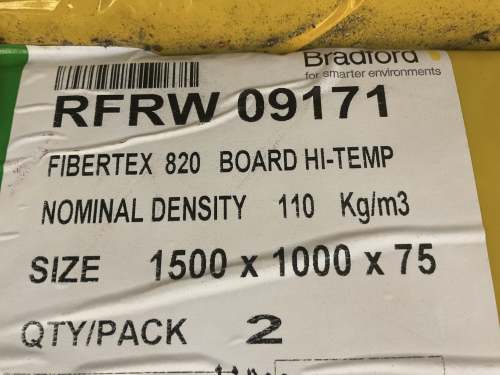 Bradford
for smarter environments
RFRW 09171
FIBERTEX 820 BOARD HI-TEMP
NOMINAL DENSITY 110 Kg/m3
SIZE 1500 x 1000 x 75
QTY/PACK 2